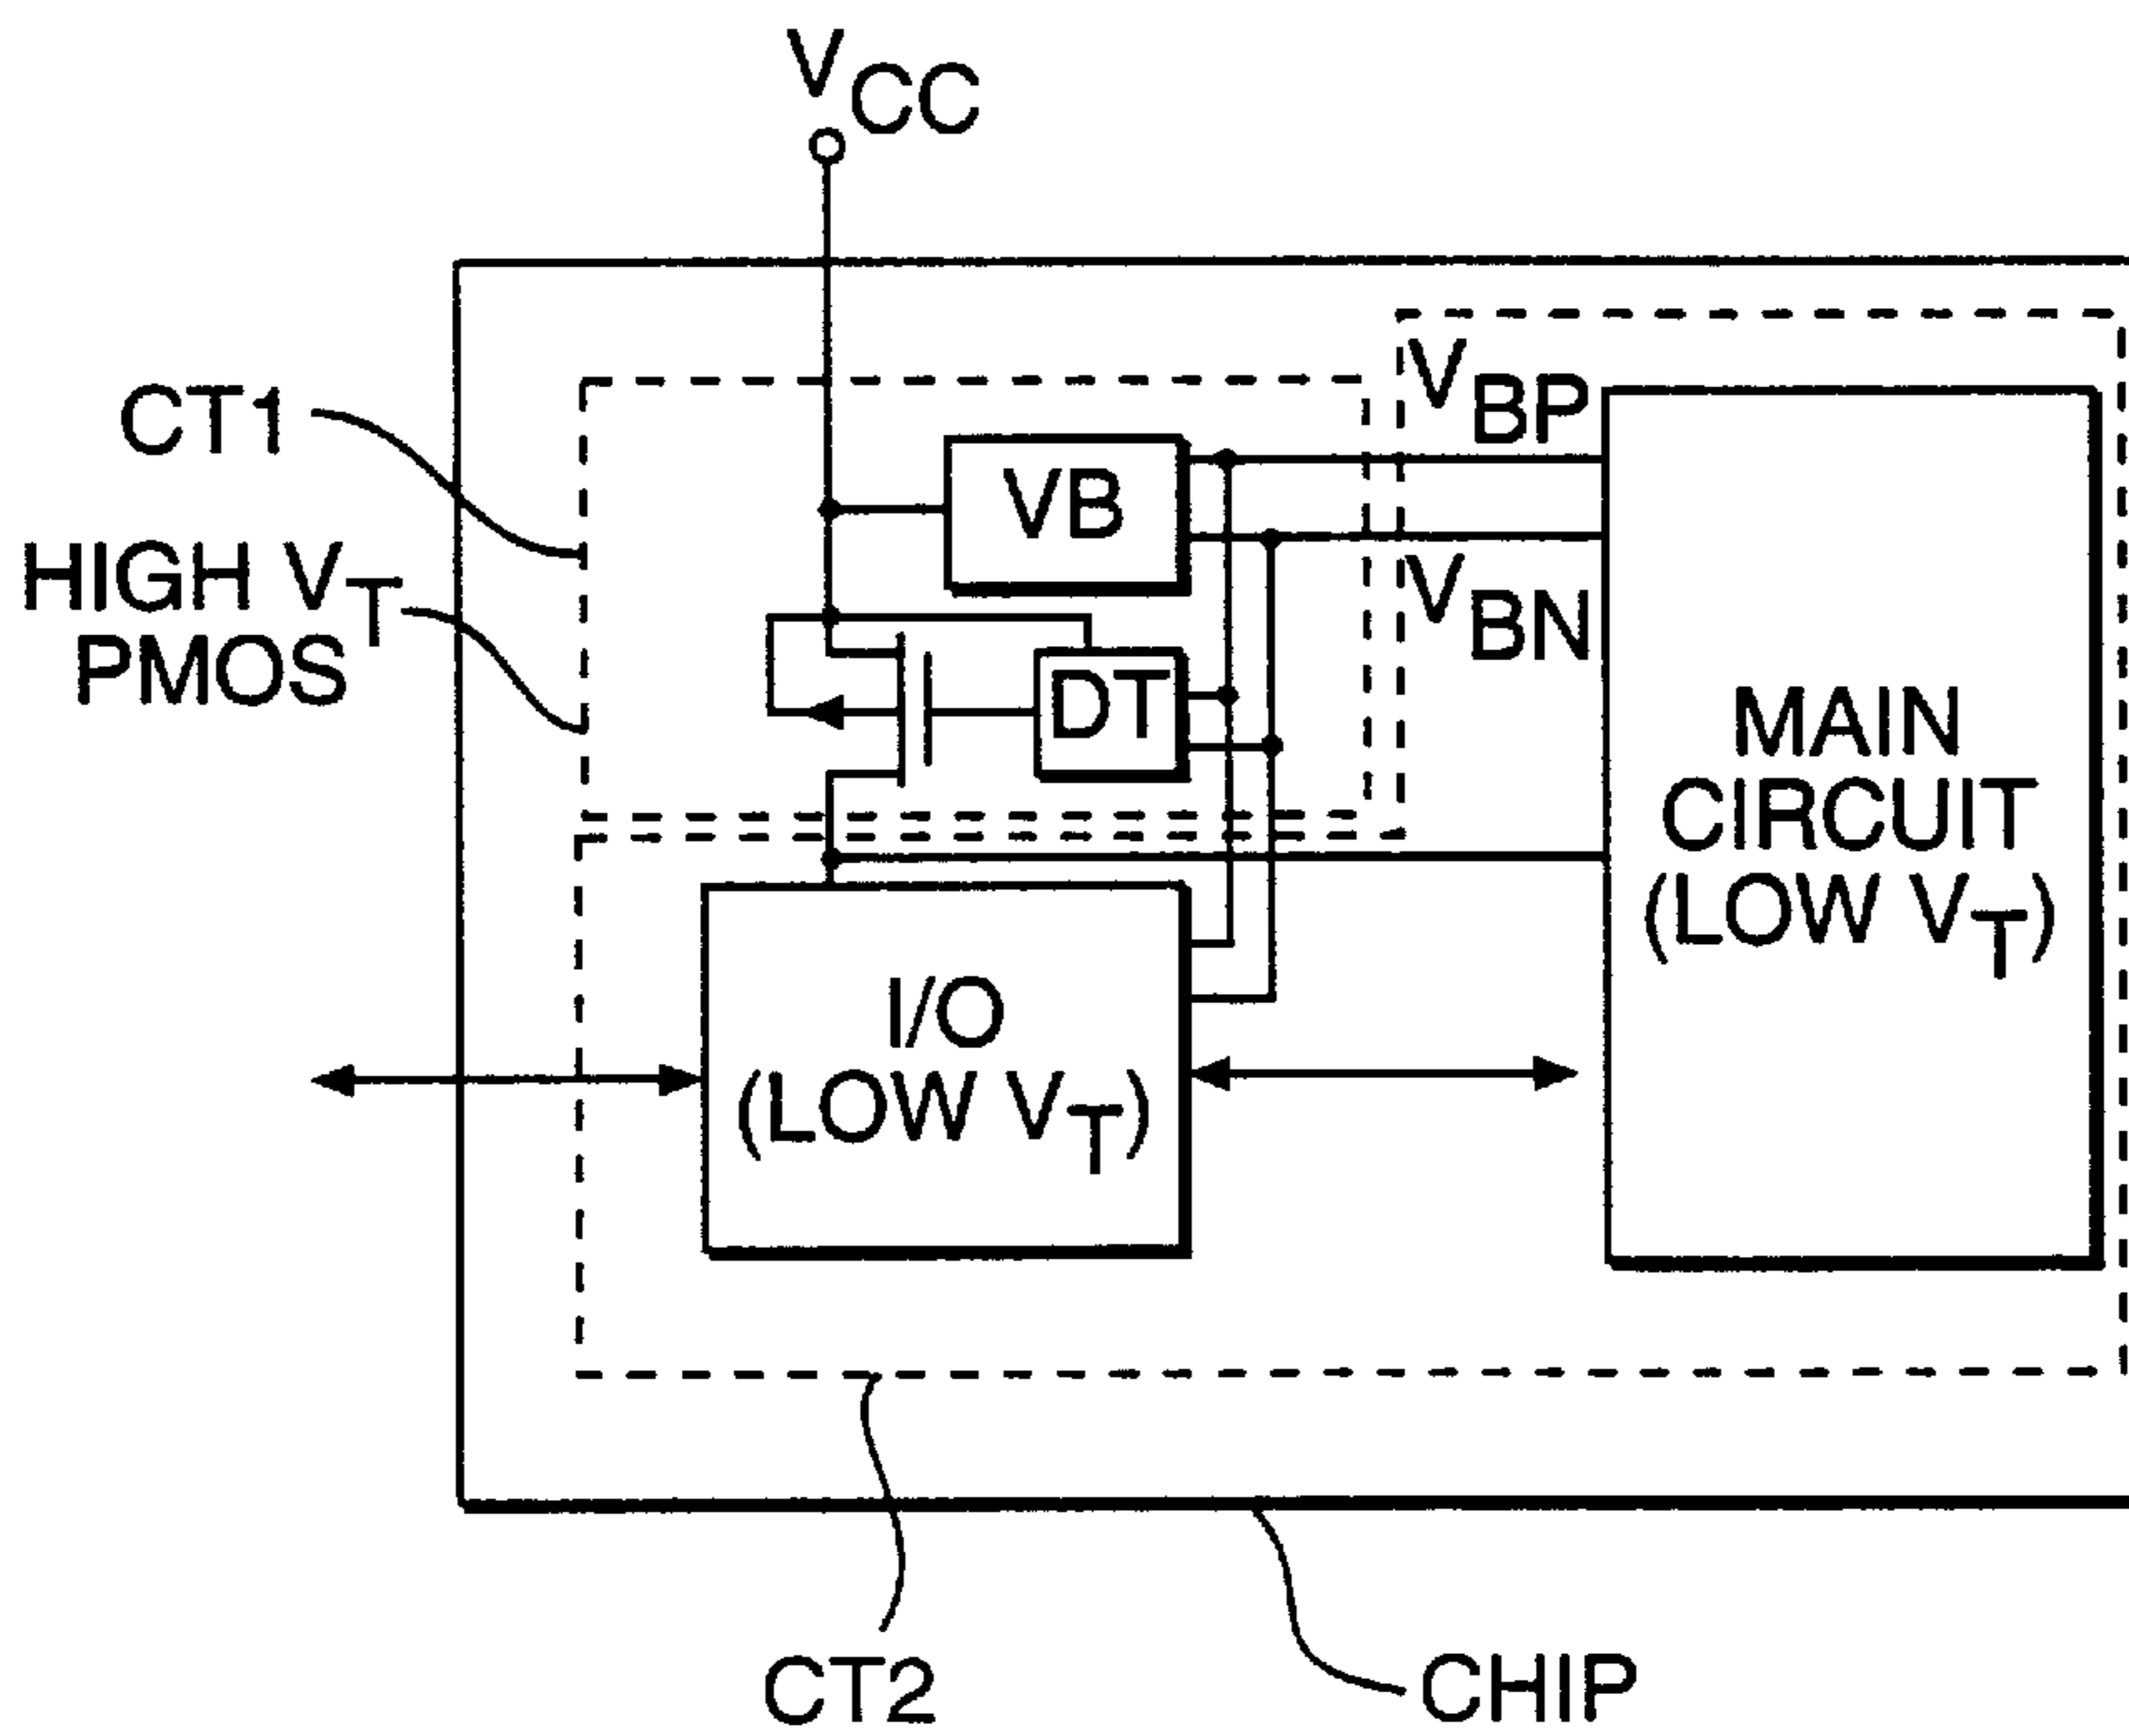 VCC
CT1
HIGH VT
PMOS
VB
VBP
VBN
DT
MAIN
CIRCUIT
(LOW VT)
I/O
(LOW VT)
CT2
CHIP